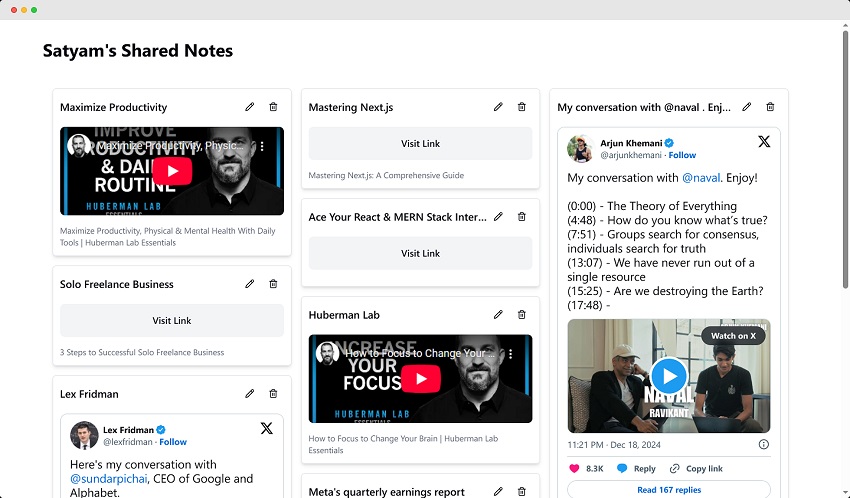 Satyam's Shared Notes
Maximize Productivity
IMPROVE
PRODUCTIVITY
Maximize Productivity, Physic...
& DAILY
ROUTINE
HUBERMAN LAB
ESSENTIALS
Maximize Productivity, Physical & Mental Health With Daily
Tools | Huberman Lab Essentials
Solo Freelance Business
Visit Link
3 Steps to Successful Solo Freelance Business
Lex Fridman
Lex Fridman
@lexfridman · Follow
Here's my conversation with
@sundarpichai, CEO of Google and
Alphabet.
Mastering Next.js
Visit Link
Mastering Next.js: A Comprehensive Guide
Ace Your React & MERN Stack Inter...
Visit Link
Huberman Lab
INCREASE
How to Focus to Change Your ...
YOUR
FOCUS
HUBERMAN LAB
ESSENTIALS
How to Focus to Change Your Brain | Huberman Lab
Essentials
Meta's quarterly earnings report
My conversation with @naval . Enj...
Arjun Khemani
@arjunkhemani · Follow
My conversation with @naval. Enjoy!
(0:00) - The Theory of Everything
(4:48) - How do you know what's true?
(7:51) - Groups search for consensus,
individuals search for truth
(13:07) - We have never run out of a
single resource
(15:25) - Are we destroying the Earth?
(17:48) -
Watch on X
NAVAL
RAVIKANT
11:21 PM · Dec 18, 2024
8.3K
Reply
Copy link
Read 167 replies